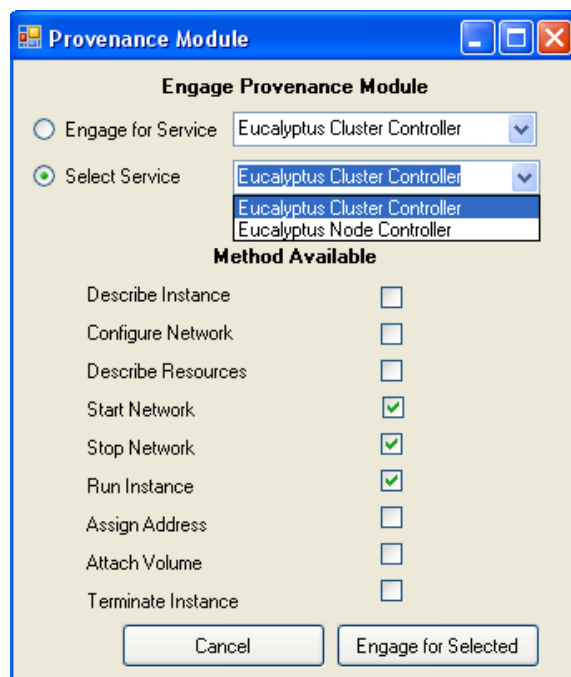 Provenance Module
Engage Provenance Module
Engage for Service Eucalyptus Cluster Controller
Select Service Eucalyptus Cluster Controller
Eucalyptus Cluster Controller
Eucalyptus Node Controller
Method Available
Describe Instance
Configure Network
Describe Resources
Start Network
Stop Network
Run Instance
Assign Address
Attach Volume
Terminate Instance
Cancel Engage for Selected